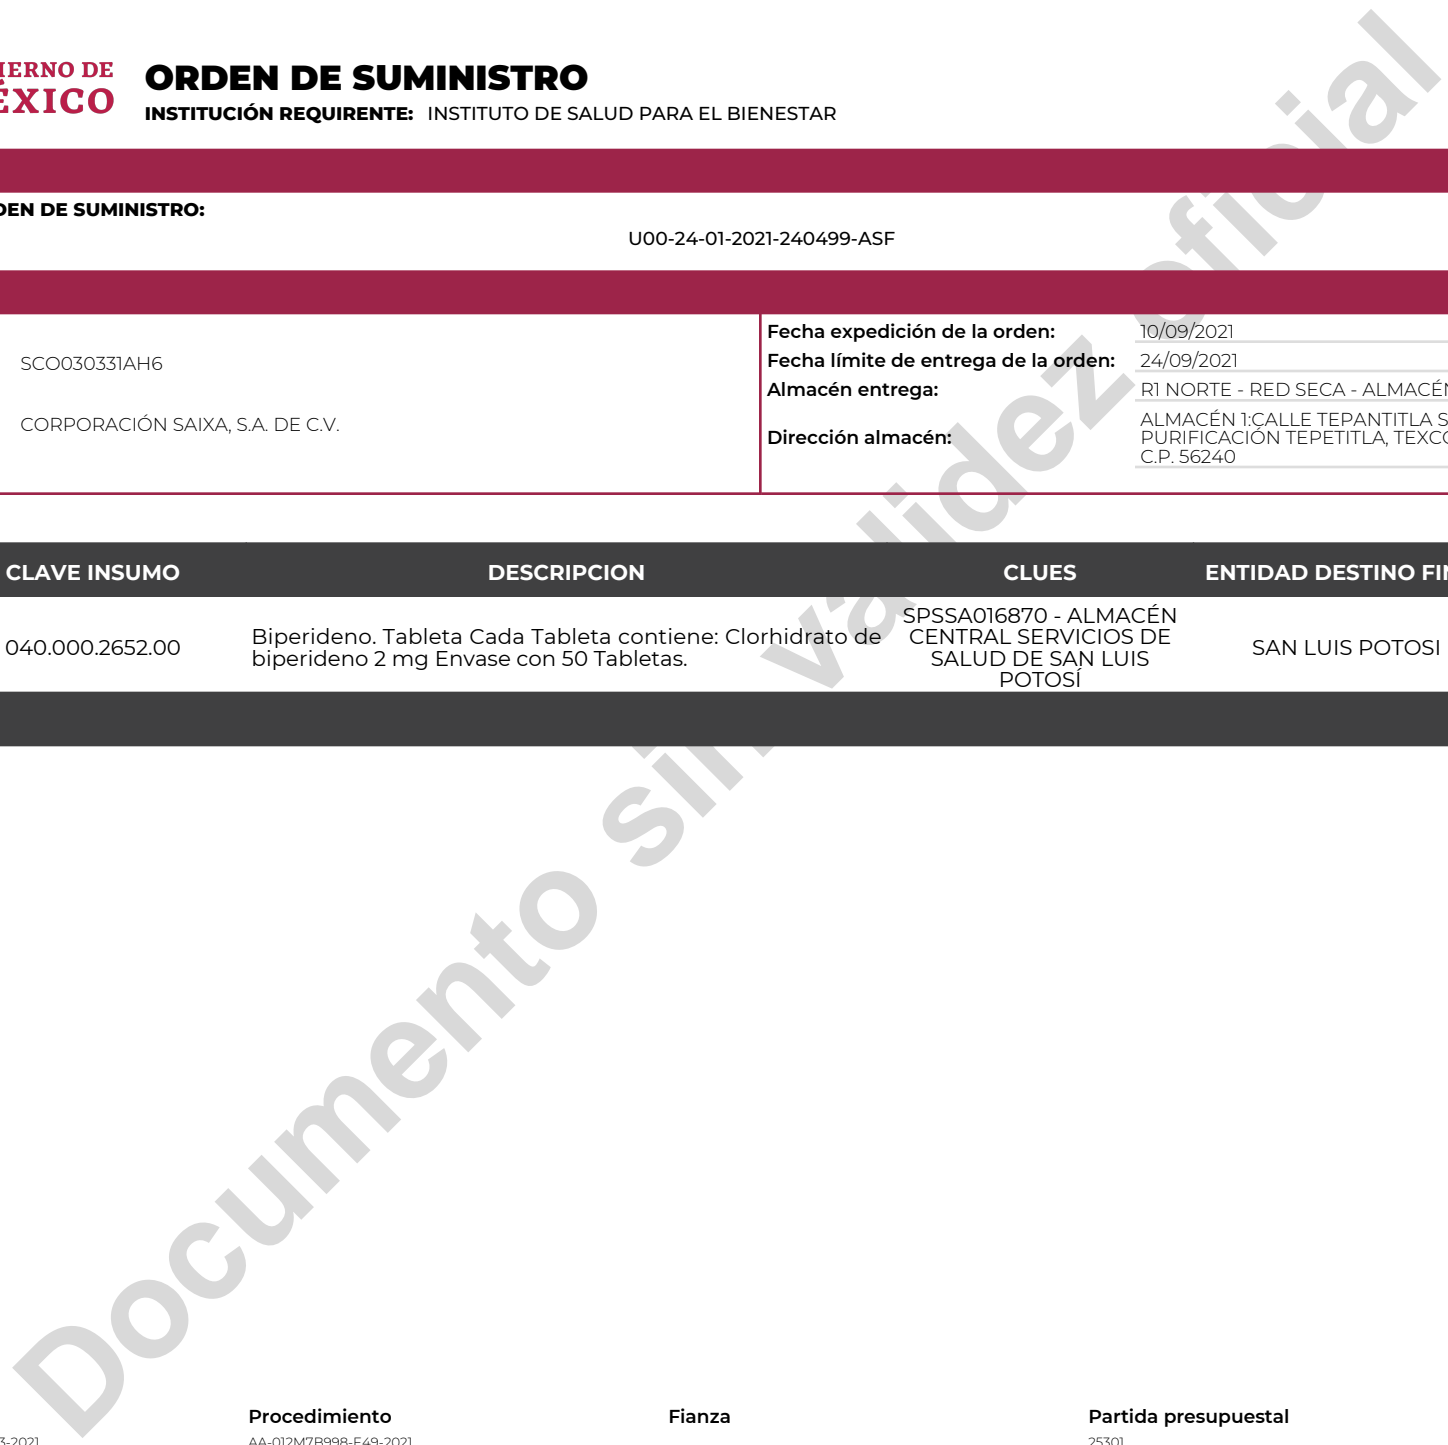 ORDEN DE SUMINISTRO
INSTITUCIÓN REQUIRENTE: INSTITUTO DE SALUD PARA EL BIENESTAR
DE
MÉXICO
DE SUMINISTRO:
U00-24-01-2021-240499-ASF
SCO030331AH6
CORPORACIÓN SAIXA, S.A. DE C.V.
Fecha expedición de la orden: 10/09/2021
Fecha límite de entrega de la orden: 24/09/2021
Almacén entrega: R1 NORTE - RED SECA - ALMACÉN
Dirección almacén: ALMACÉN 1:CALLE TEPANTITLA
PURIFICACIÓN TEPETITLA,
C.P. 56240
CLAVE INSUMO DESCRIPCION CLUES ENTIDAD DESTINO
040.000.2652.00
Biperideno. Tableta Cada Tableta contiene: Clorhidrato de
biperideno 2 mg Envase con 50 Tabletas.
SPSSA016870 - ALMACÉN
CENTRAL SERVICIOS DE
SALUD DE SAN LUIS
POTOSÍ
SAN LUIS POTOSI
Documento sin validez oficial
Procedimiento Fianza Partida presupuestal